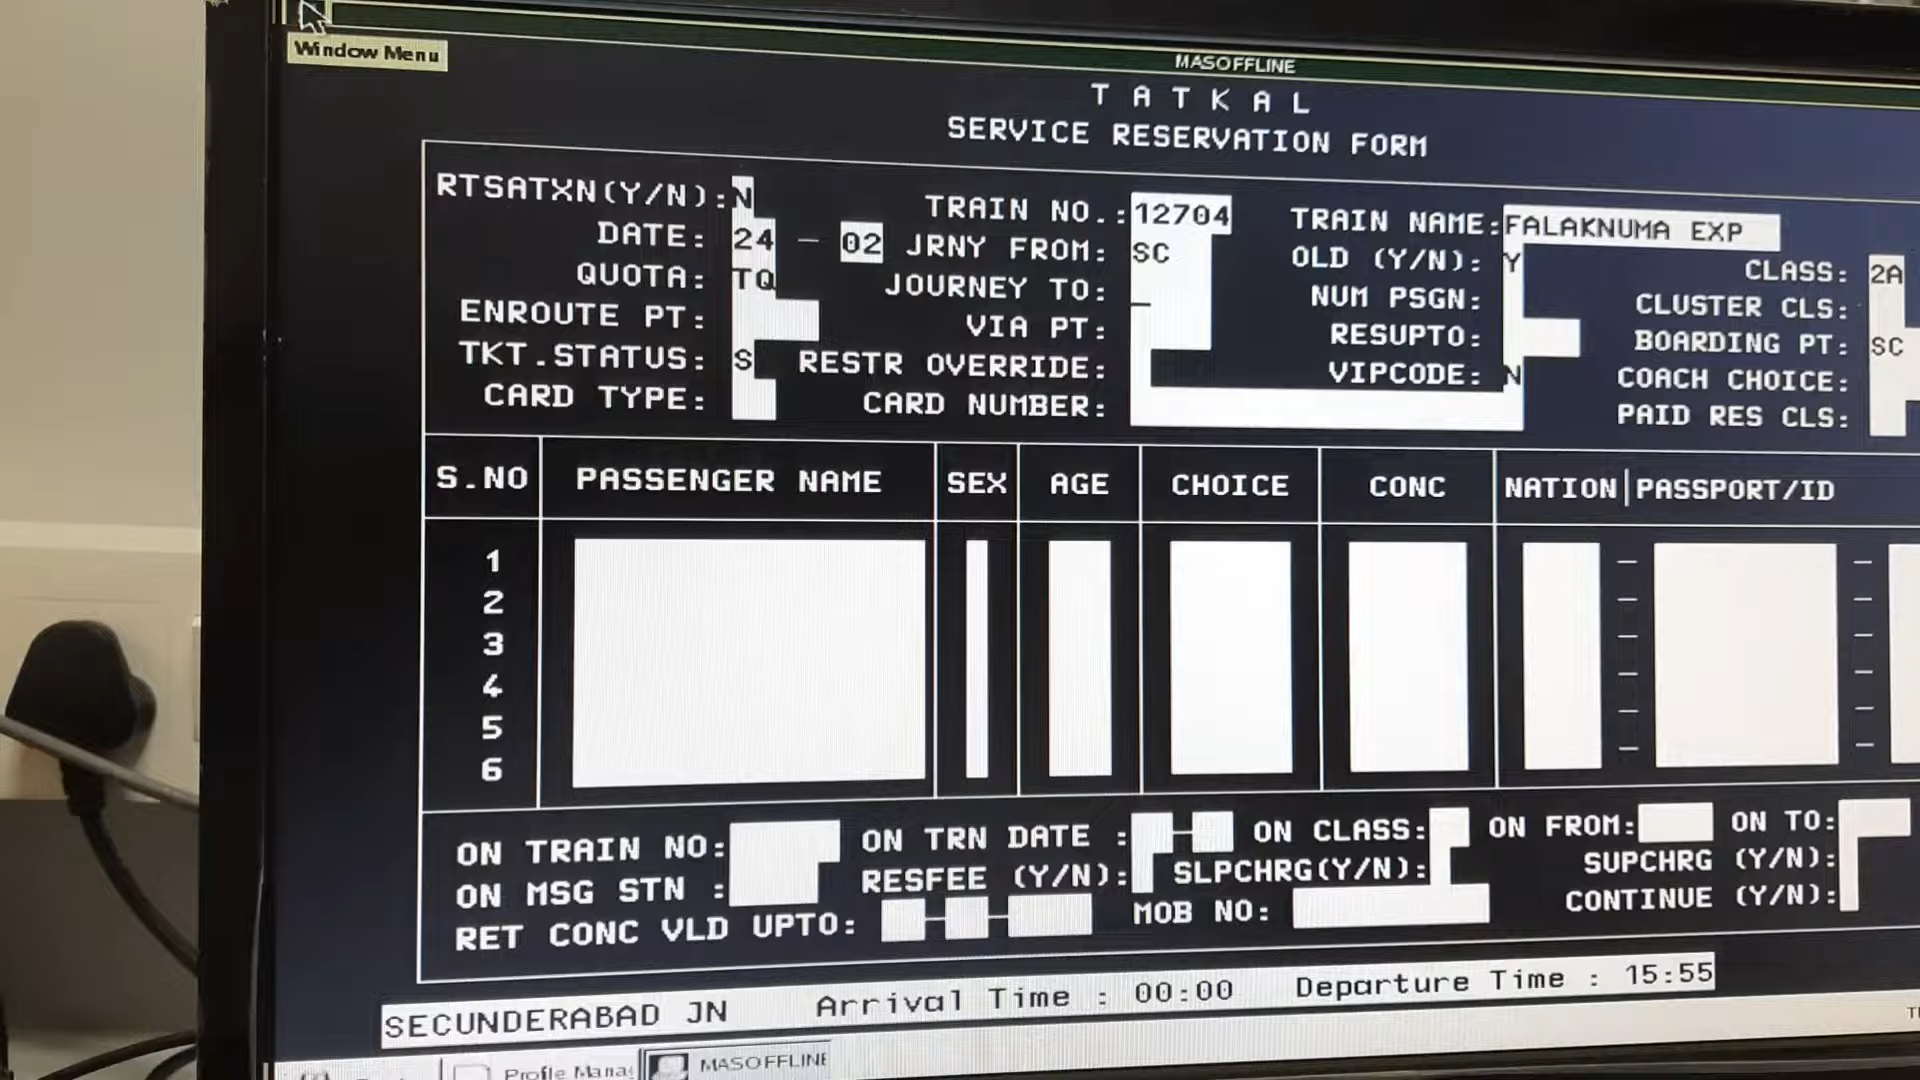 Window Menu
MASOFFLINE
T A T K A L
SERVICE RESERVATION FORM
RTSATXN(Y/N):N TRAIN NO.:12704 TRAIN NAME:FALAKNUMA EXP
DATE: 24 - 02 JRNY FROM: SC OLD (Y/N): Y CLASS: 2A
QUOTA: TQ JOURNEY TO: _ NUM PSGN: CLUSTER CLS:
ENROUTE PT: VIA PT: RESUPTO: BOARDING PT: SC
TKT.STATUS: S RESTR OVERRIDE: VIPCODE: N COACH CHOICE:
CARD TYPE: CARD NUMBER: PAID RES CLS:
S.NO PASSENGER NAME SEX AGE CHOICE CONC NATION|PASSPORT/ID
1 - -
2 - -
3 - -
4 - -
5 - -
6 - -
ON TRAIN NO: ON TRN DATE : - ON CLASS: ON FROM: ON TO:
ON MSG STN : RESFEE (Y/N): SLPCHRG(Y/N): SUPCHRG (Y/N):
RET CONC VLD UPTO: - - MOB NO: CONTINUE (Y/N):
SECUNDERABAD JN Arrival Time : 00:00 Departure Time : 15:55
Profile Mana
MASOFFLINE